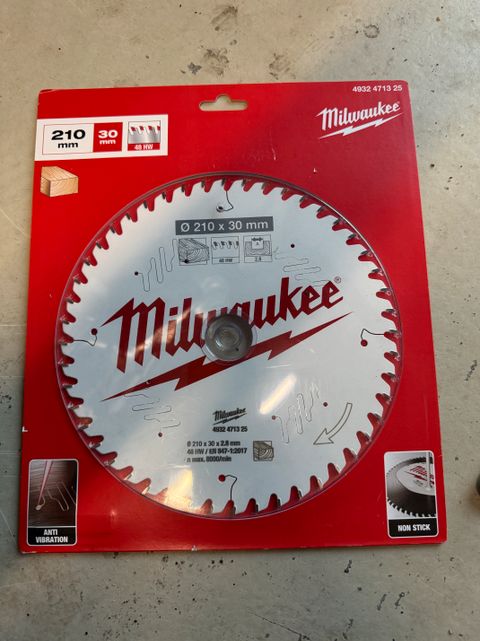 4932 4713 25
Milwaukee
210
mm
30
mm
48 HW
Ø 210 x 30 mm
48 HW
A
2.8
Milwaukee®
Milwaukee
4932 4713 25
Ø 210 x 30 x 2.8 mm
48 HW / EN 847-1:2017
n max. 8000/min
ANTI
VIBRATION
NON STICK